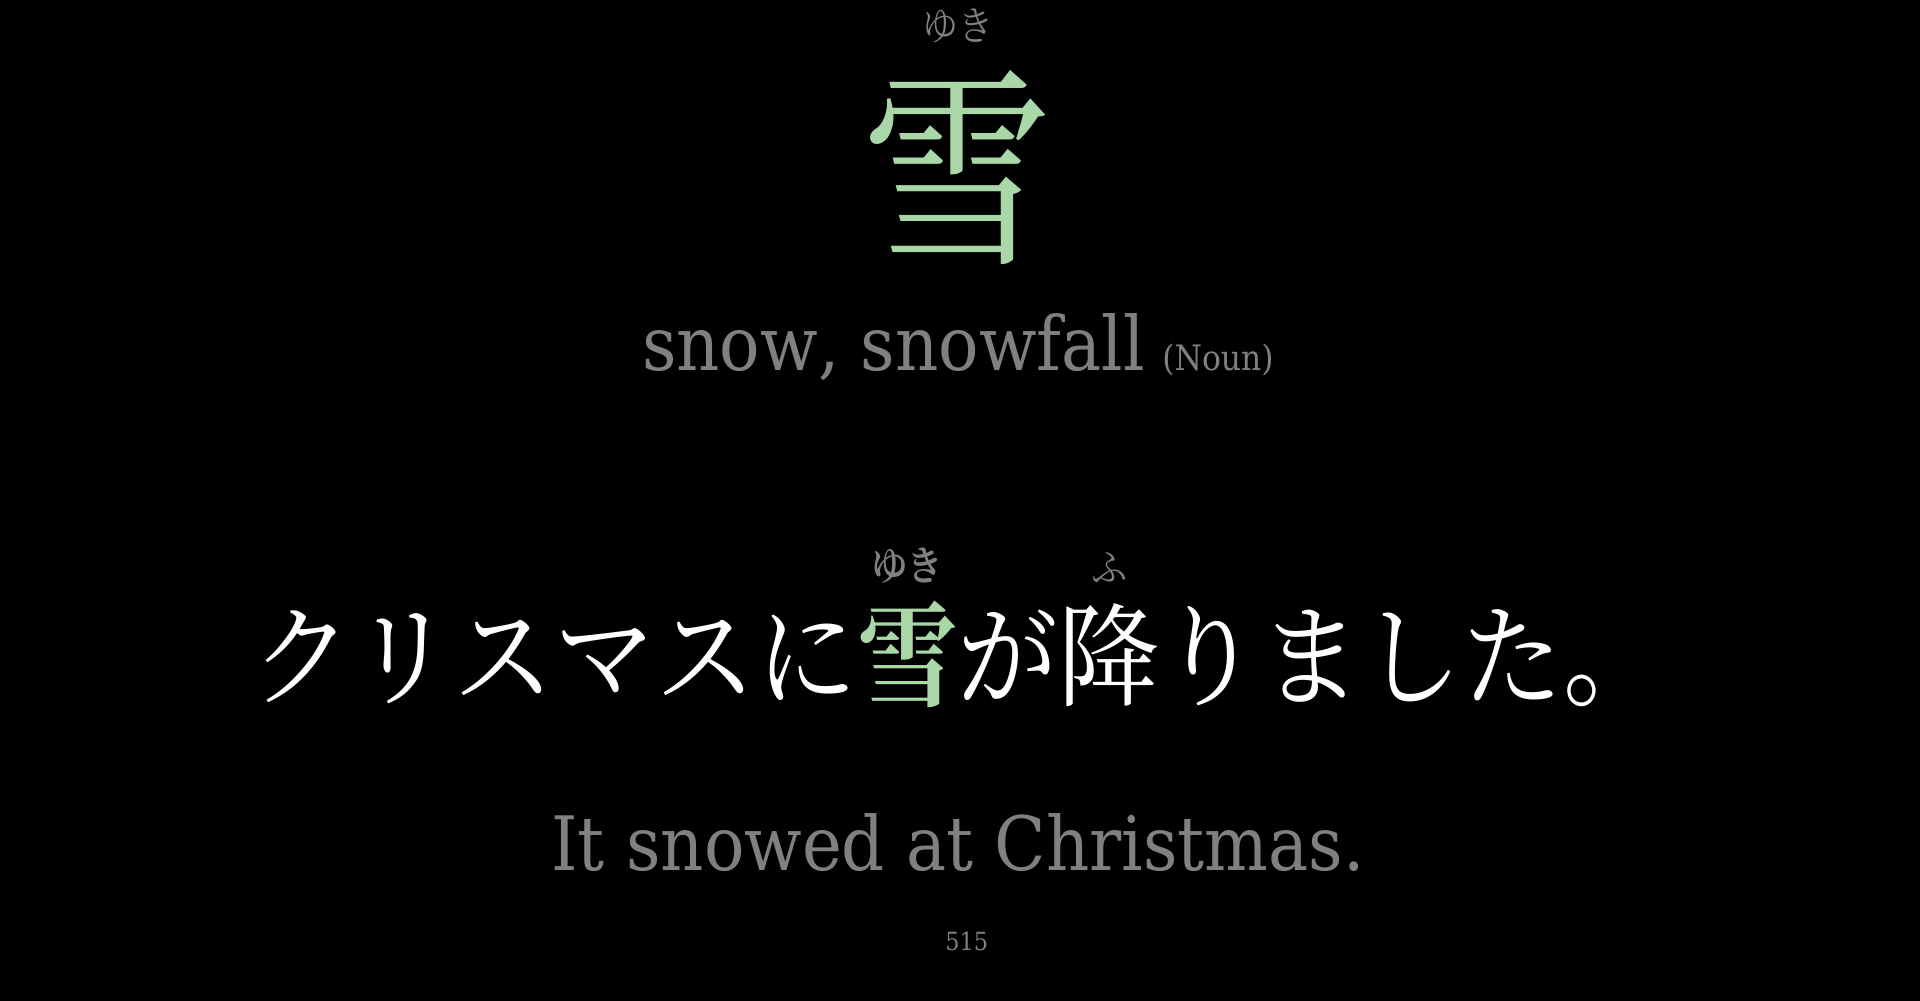 ゆき
雪
snow, snowfall (Noun)
ゆき ふ
クリスマスに雪が降りました。
It snowed at Christmas.
515